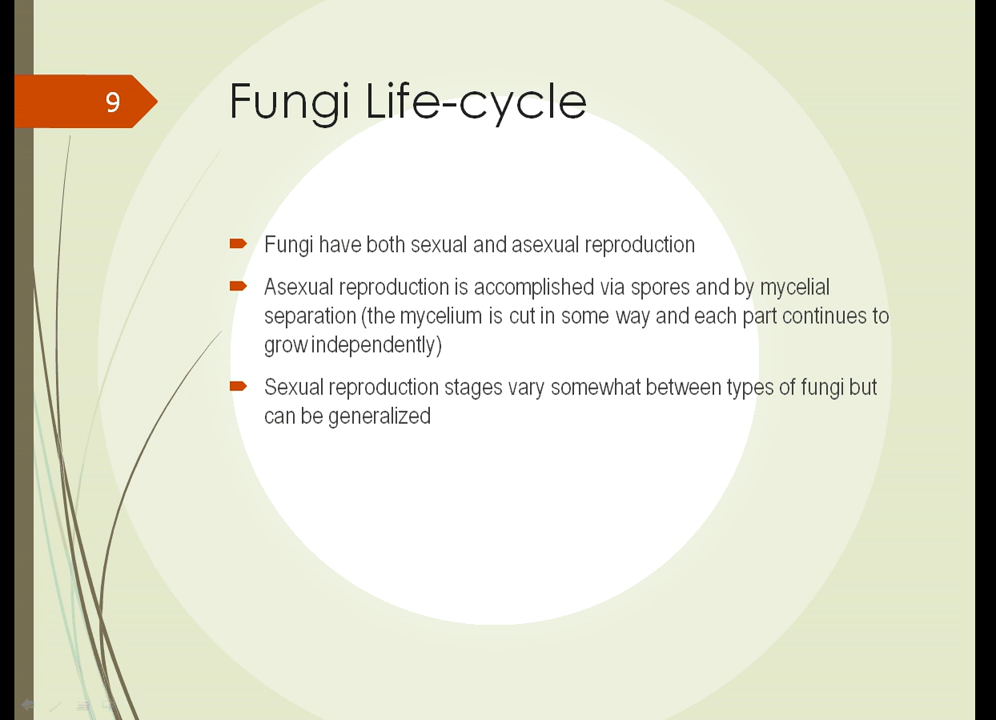 9
Fungi Life-cycle
Fungi have both sexual and asexual reproduction
Asexual reproduction is accomplished via spores and by mycelial
separation (the mycelium is cut in some way and each part continues to
grow independently)
Sexual reproduction stages vary somewhat between types of fungi but
can be generalized